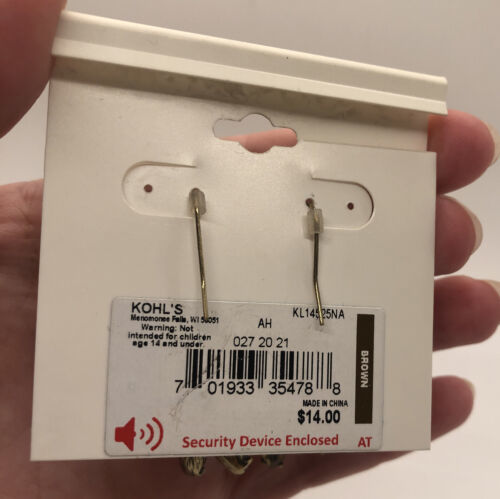 KOHL'S
Menomonee Falls, WI 53051
Warning: Not
intended for children
age 14 and under.
AH
KL14525NA
027 20 21
BROWN
7 01933 35478 8
MADE IN CHINA
$14.00
Security Device Enclosed AT